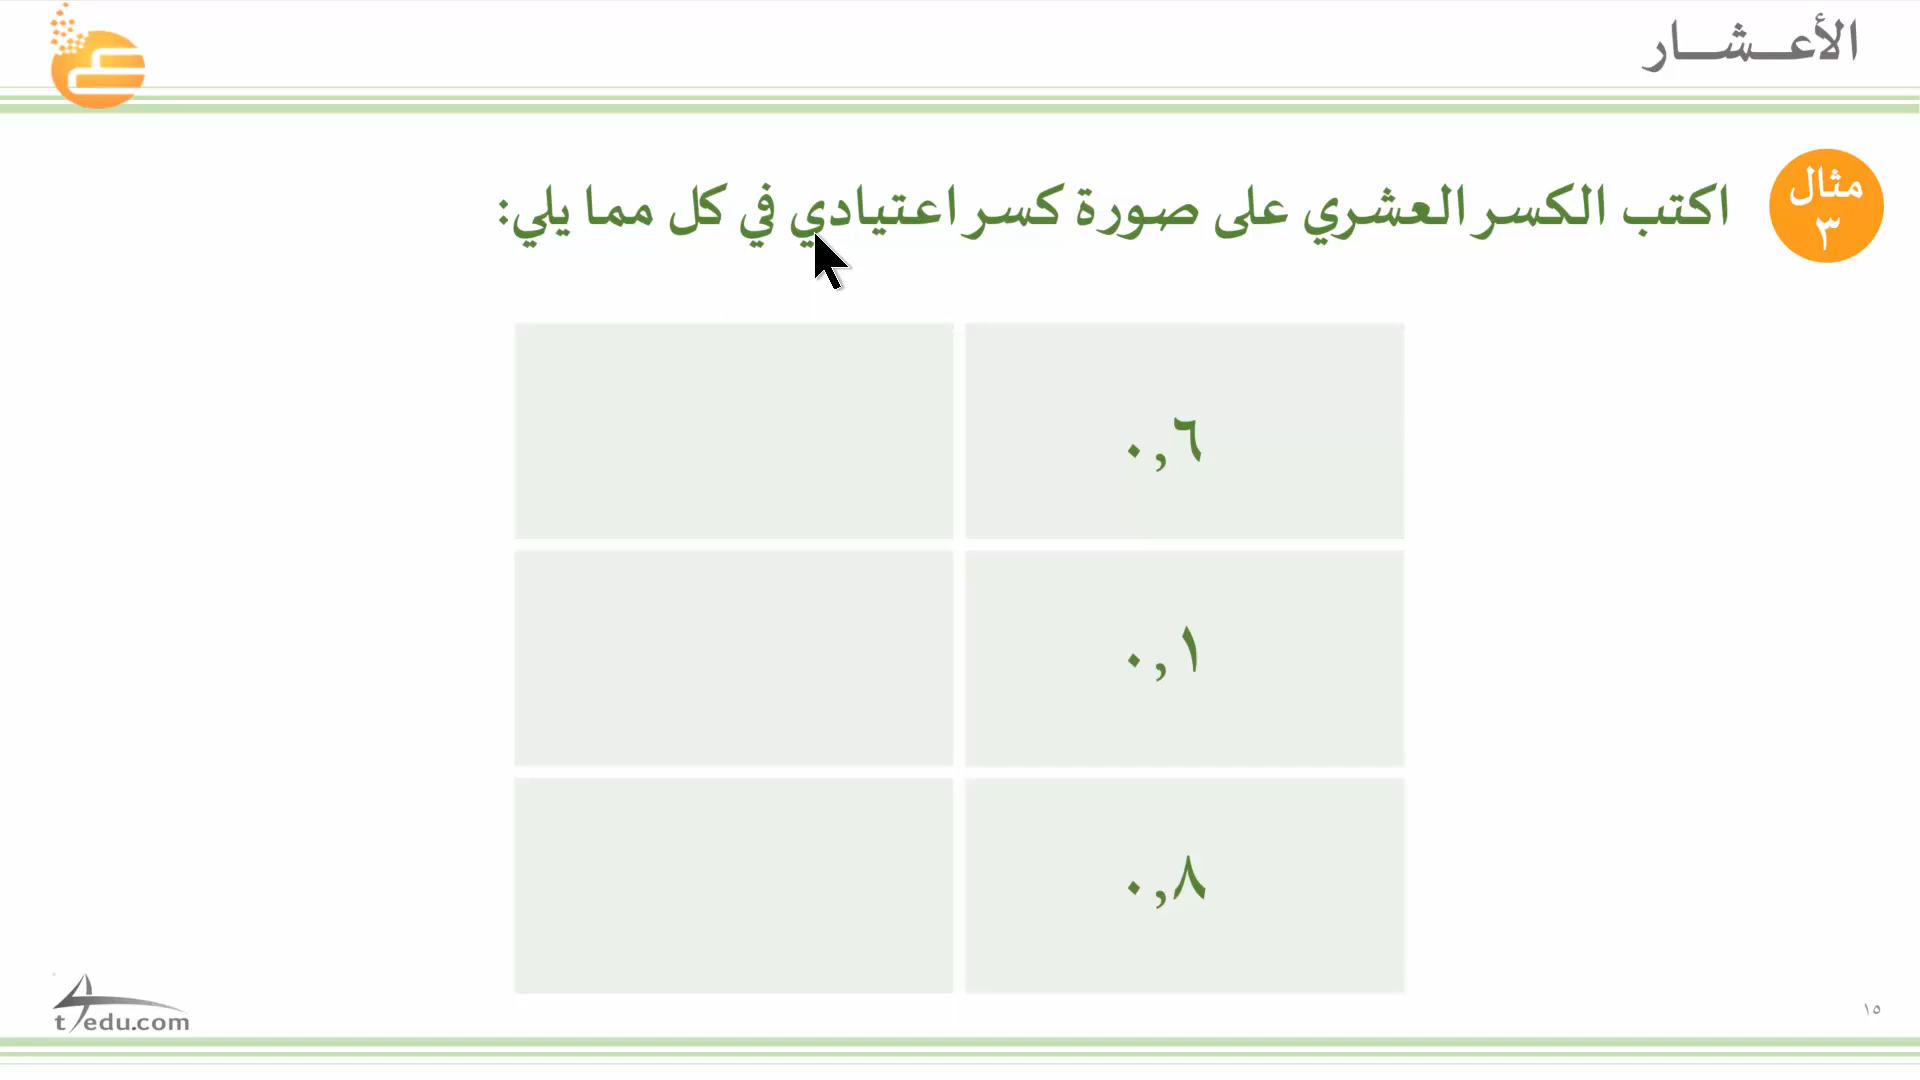 الأعشار
مثال
٣
اكتب الكسر العشري على صورة كسر اعتيادي في كل مما يلي:
٠,٦
٠,١
٠,٨
t4edu.com
١٥